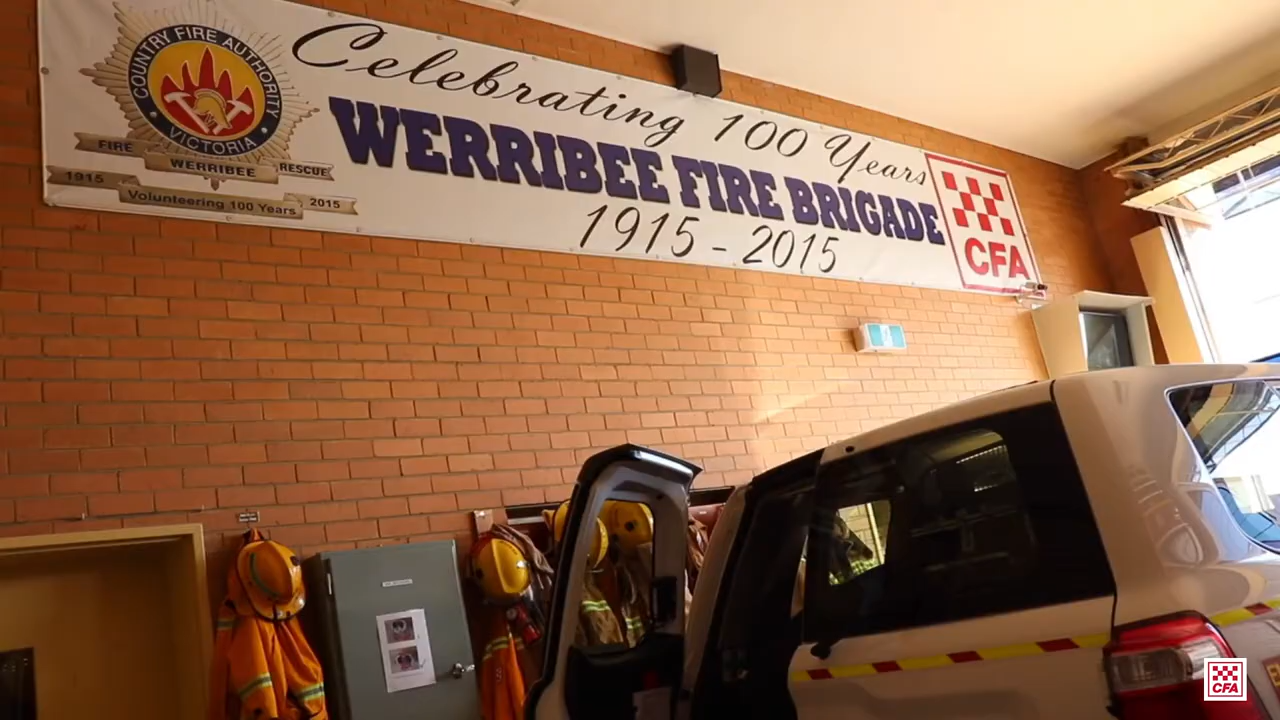 COUNTRY FIRE AUTHORITY
VICTORIA
FIRE WERRIBEE RESCUE
1915 Volunteering 100 Years 2015
Celebrating 100 Years
WERRIBEE FIRE BRIGADE
1915 - 2015
CFA
CFA